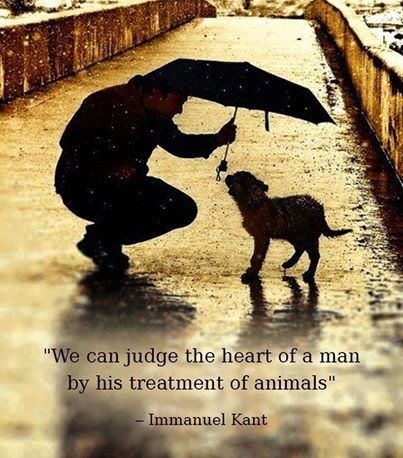 "We can judge the heart of a man
by his treatment of animals"
– Immanuel Kant